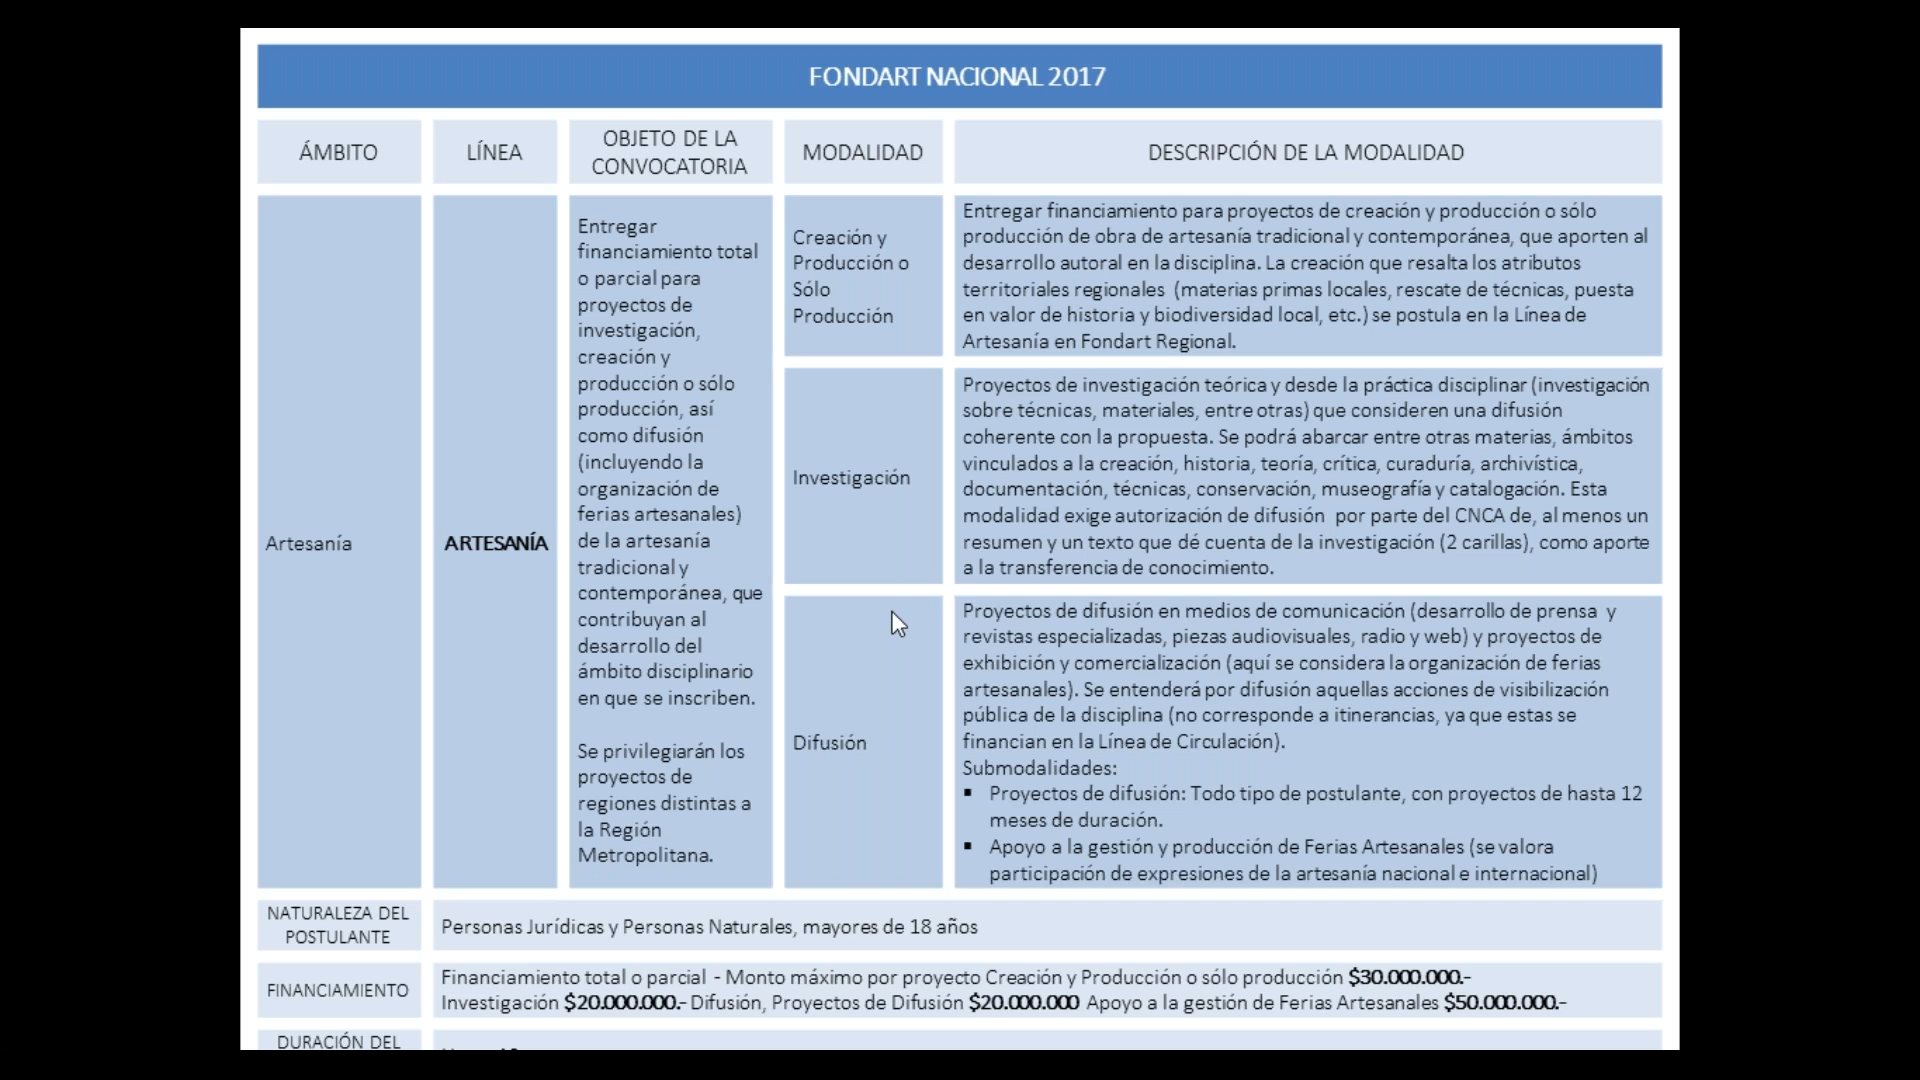 FONDART NACIONAL 2017
ÁMBITO
LÍNEA
OBJETO DE LA
CONVOCATORIA
MODALIDAD
DESCRIPCIÓN DE LA MODALIDAD
Artesanía
ARTESANÍA
Entregar
financiamiento total
o parcial para
proyectos de
investigación,
creación y
producción o sólo
producción, así
como difusión
(incluyendo la
organización de
ferias artesanales)
de la artesanía
tradicional y
contemporánea, que
contribuyan al
desarrollo del
ámbito disciplinario
en que se inscriben.
Se privilegiarán los
proyectos de
regiones distintas a
la Región
Metropolitana.
Creación y
Producción o
Sólo
Producción
Entregar financiamiento para proyectos de creación y producción o sólo
producción de obra de artesanía tradicional y contemporánea, que aporten al
desarrollo autoral en la disciplina. La creación que resalta los atributos
territoriales regionales (materias primas locales, rescate de técnicas, puesta
en valor de historia y biodiversidad local, etc.) se postula en la Línea de
Artesanía en Fondart Regional.
Investigación
Proyectos de investigación teórica y desde la práctica disciplinar (investigación
sobre técnicas, materiales, entre otras) que consideren una difusión
coherente con la propuesta. Se podrá abarcar entre otras materias, ámbitos
vinculados a la creación, historia, teoría, crítica, curaduría, archivística,
documentación, técnicas, conservación, museografía y catalogación. Esta
modalidad exige autorización de difusión por parte del CNCA de, al menos un
resumen y un texto que dé cuenta de la investigación (2 carillas), como aporte
a la transferencia de conocimiento.
Difusión
Proyectos de difusión en medios de comunicación (desarrollo de prensa y
revistas especializadas, piezas audiovisuales, radio y web) y proyectos de
exhibición y comercialización (aquí se considera la organización de ferias
artesanales). Se entenderá por difusión aquellas acciones de visibilización
pública de la disciplina (no corresponde a itinerancias, ya que estas se
financian en la Línea de Circulación).
Submodalidades:
▪ Proyectos de difusión: Todo tipo de postulante, con proyectos de hasta 12
meses de duración.
▪ Apoyo a la gestión y producción de Ferias Artesanales (se valora
participación de expresiones de la artesanía nacional e internacional)
NATURALEZA DEL
POSTULANTE
Personas Jurídicas y Personas Naturales, mayores de 18 años
FINANCIAMIENTO
Financiamiento total o parcial - Monto máximo por proyecto Creación y Producción o sólo producción $30.000.000.-
Investigación $20.000.000.- Difusión, Proyectos de Difusión $20.000.000 Apoyo a la gestión de Ferias Artesanales $50.000.000.-
DURACIÓN DEL